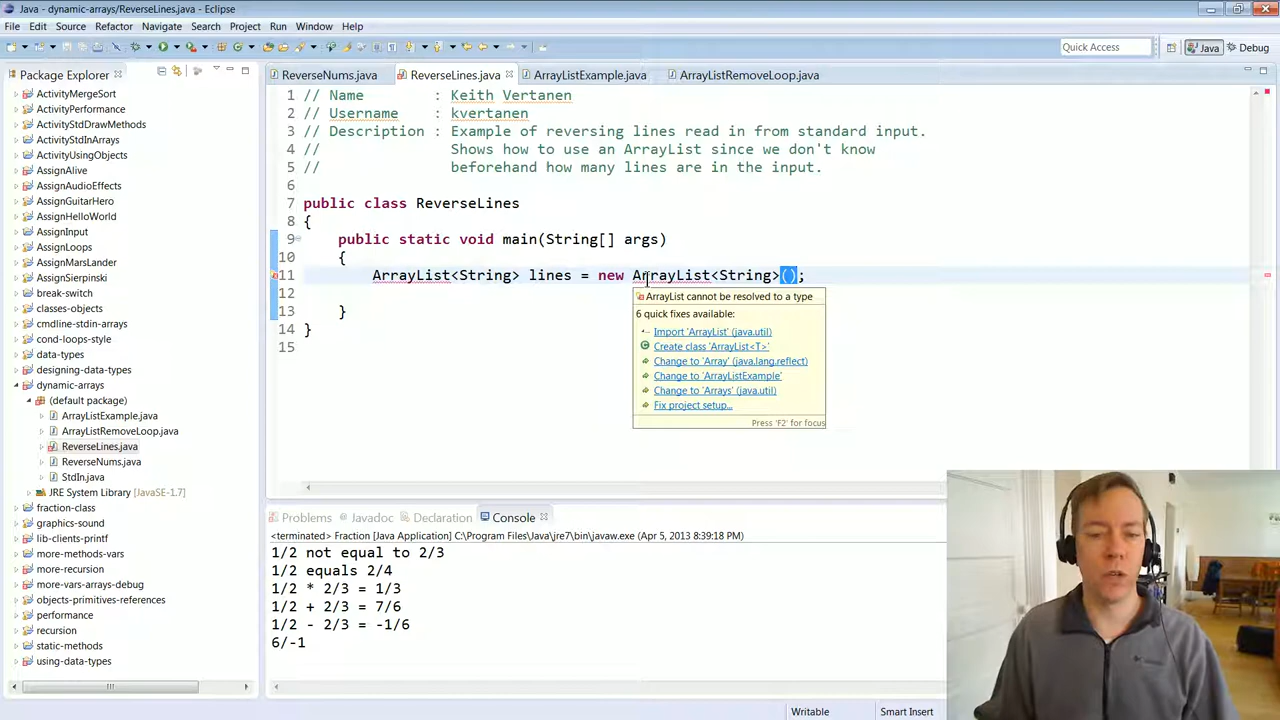 Java - dynamic-arrays/ReverseLines.java - Eclipse
File Edit Source Refactor Navigate Search Project Run Window Help
Quick Access Java Debug
Package Explorer
ReverseNums.java ReverseLines.java ArrayListExample.java ArrayListRemoveLoop.java
ActivityMergeSort
ActivityPerformance
ActivityStdDrawMethods
ActivityStdInArrays
ActivityUsingObjects
AssignAlive
AssignAudioEffects
AssignGuitarHero
AssignHelloWorld
AssignInput
AssignLoops
AssignMarsLander
AssignSierpinski
break-switch
classes-objects
cmdline-stdin-arrays
cond-loops-style
data-types
designing-data-types
dynamic-arrays
(default package)
ArrayListExample.java
ArrayListRemoveLoop.java
ReverseLines.java
ReverseNums.java
StdIn.java
JRE System Library [JavaSE-1.7]
fraction-class
graphics-sound
lib-clients-printf
more-methods-vars
more-recursion
more-vars-arrays-debug
objects-primitives-references
performance
recursion
static-methods
using-data-types
1 // Name : Keith Vertanen
2 // Username : kvertanen
3 // Description : Example of reversing lines read in from standard input.
4 // Shows how to use an ArrayList since we don't know
5 // beforehand how many lines are in the input.
6
7 public class ReverseLines
8 {
9 public static void main(String[] args)
10 {
11 ArrayList<String> lines = new ArrayList<String>();
12
13 }
14 }
15
ArrayList cannot be resolved to a type
6 quick fixes available:
Import 'ArrayList' (java.util)
Create class 'ArrayList<T>'
Change to 'Array' (java.lang.reflect)
Change to 'ArrayListExample'
Change to 'Arrays' (java.util)
Fix project setup...
Press 'F2' for focus
Problems Javadoc Declaration Console
<terminated> Fraction [Java Application] C:\Program Files\Java\jre7\bin\javaw.exe (Apr 5, 2013 8:39:18 PM)
1/2 not equal to 2/3
1/2 equals 2/4
1/2 * 2/3 = 1/3
1/2 + 2/3 = 7/6
1/2 - 2/3 = -1/6
6/-1
Writable Smart Insert